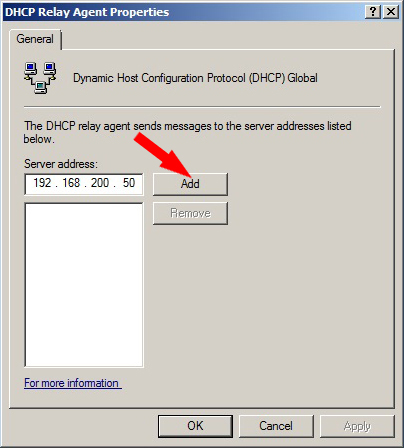 DHCP Relay Agent Properties
General
Dynamic Host Configuration Protocol (DHCP) Global
The DHCP relay agent sends messages to the server addresses listed
below.
Server address:
192 . 168 . 200 . 50
Add
Remove
For more information
OK
Cancel
Apply